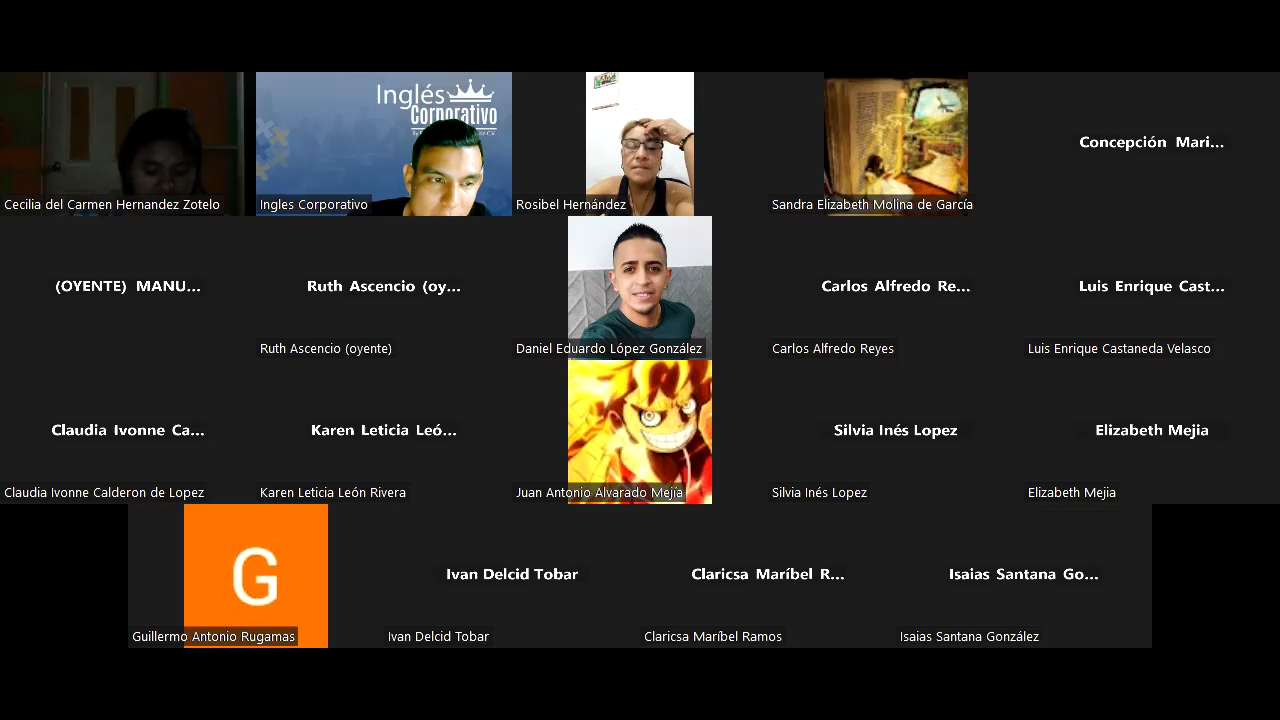 Inglés
Corporativo
Cecilia del Carmen Hernandez Zotelo
Ingles Corporativo
Rosibel Hernández
Sandra Elizabeth Molina de García
Concepción Mari...
(OYENTE) MANU...
Ruth Ascencio (oy...
Carlos Alfredo Re...
Luis Enrique Cast...
Ruth Ascencio (oyente)
Daniel Eduardo López González
Carlos Alfredo Reyes
Luis Enrique Castaneda Velasco
Claudia Ivonne Ca...
Karen Leticia Leó...
Silvia Inés Lopez
Elizabeth Mejia
Claudia Ivonne Calderon de Lopez
Karen Leticia León Rivera
Juan Antonio Alvarado Mejía
Silvia Inés Lopez
Elizabeth Mejia
G
Ivan Delcid Tobar
Claricsa Maríbel R...
Isaias Santana Go...
Guillermo Antonio Rugamas
Ivan Delcid Tobar
Claricsa Maríbel Ramos
Isaias Santana González